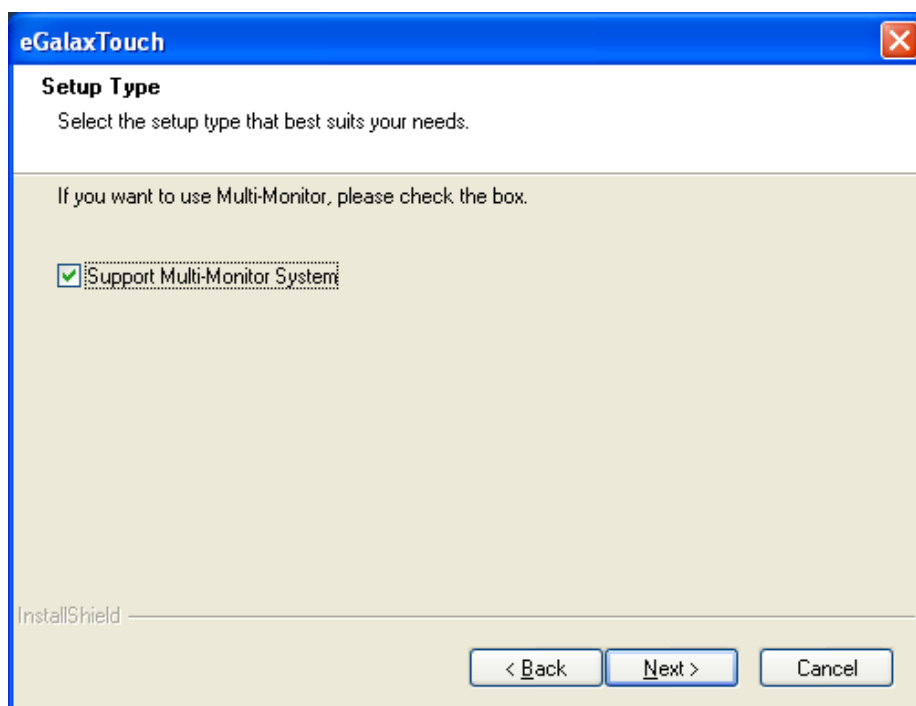 eGalaxTouch
Setup Type
Select the setup type that best suits your needs.
If you want to use Multi-Monitor, please check the box.
Support Multi-Monitor System
InstallShield
< Back Next > Cancel